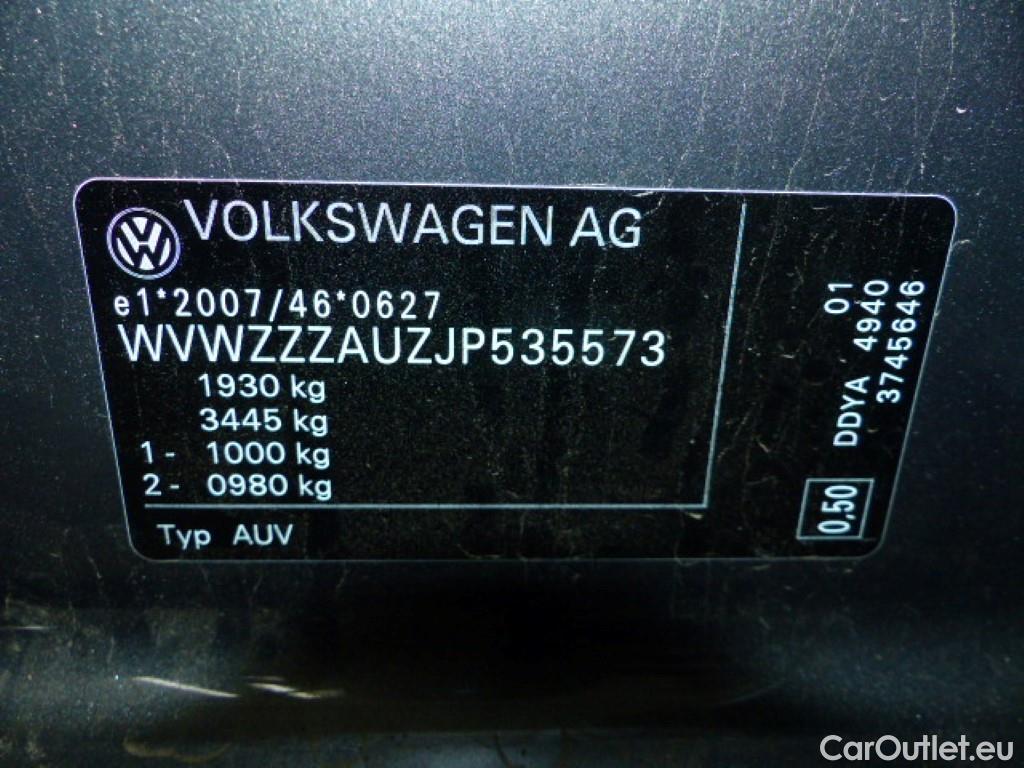 VOLKSWAGEN AG
e1*2007/46*0627
WVWZZZAUZJP535573
1930 kg
3445 kg
1- 1000 kg
2- 0980 kg
Typ AUV
01
DDYA 4940
3745646
0,50
CarOutlet.eu